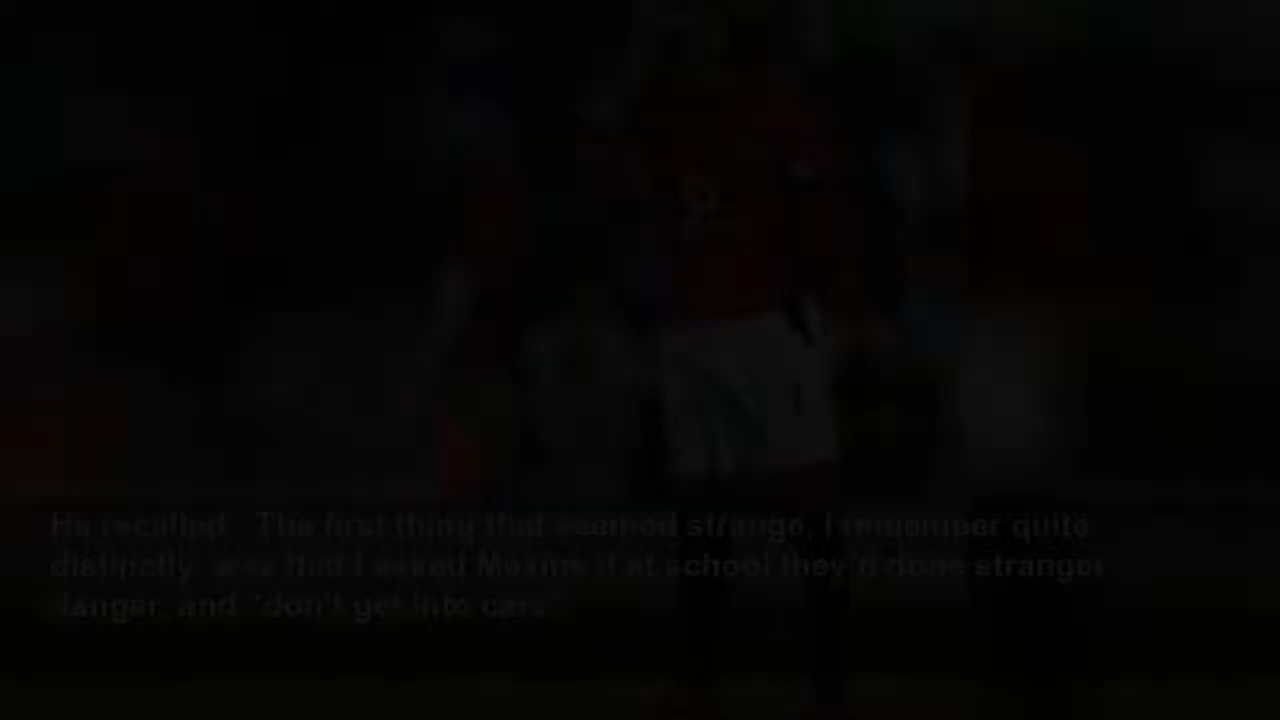 He recalled: The first thing that seemed strange, I remember quite
distinctly, was that I asked Maxine if at school they'd done stranger
danger, and 'don't get into cars'